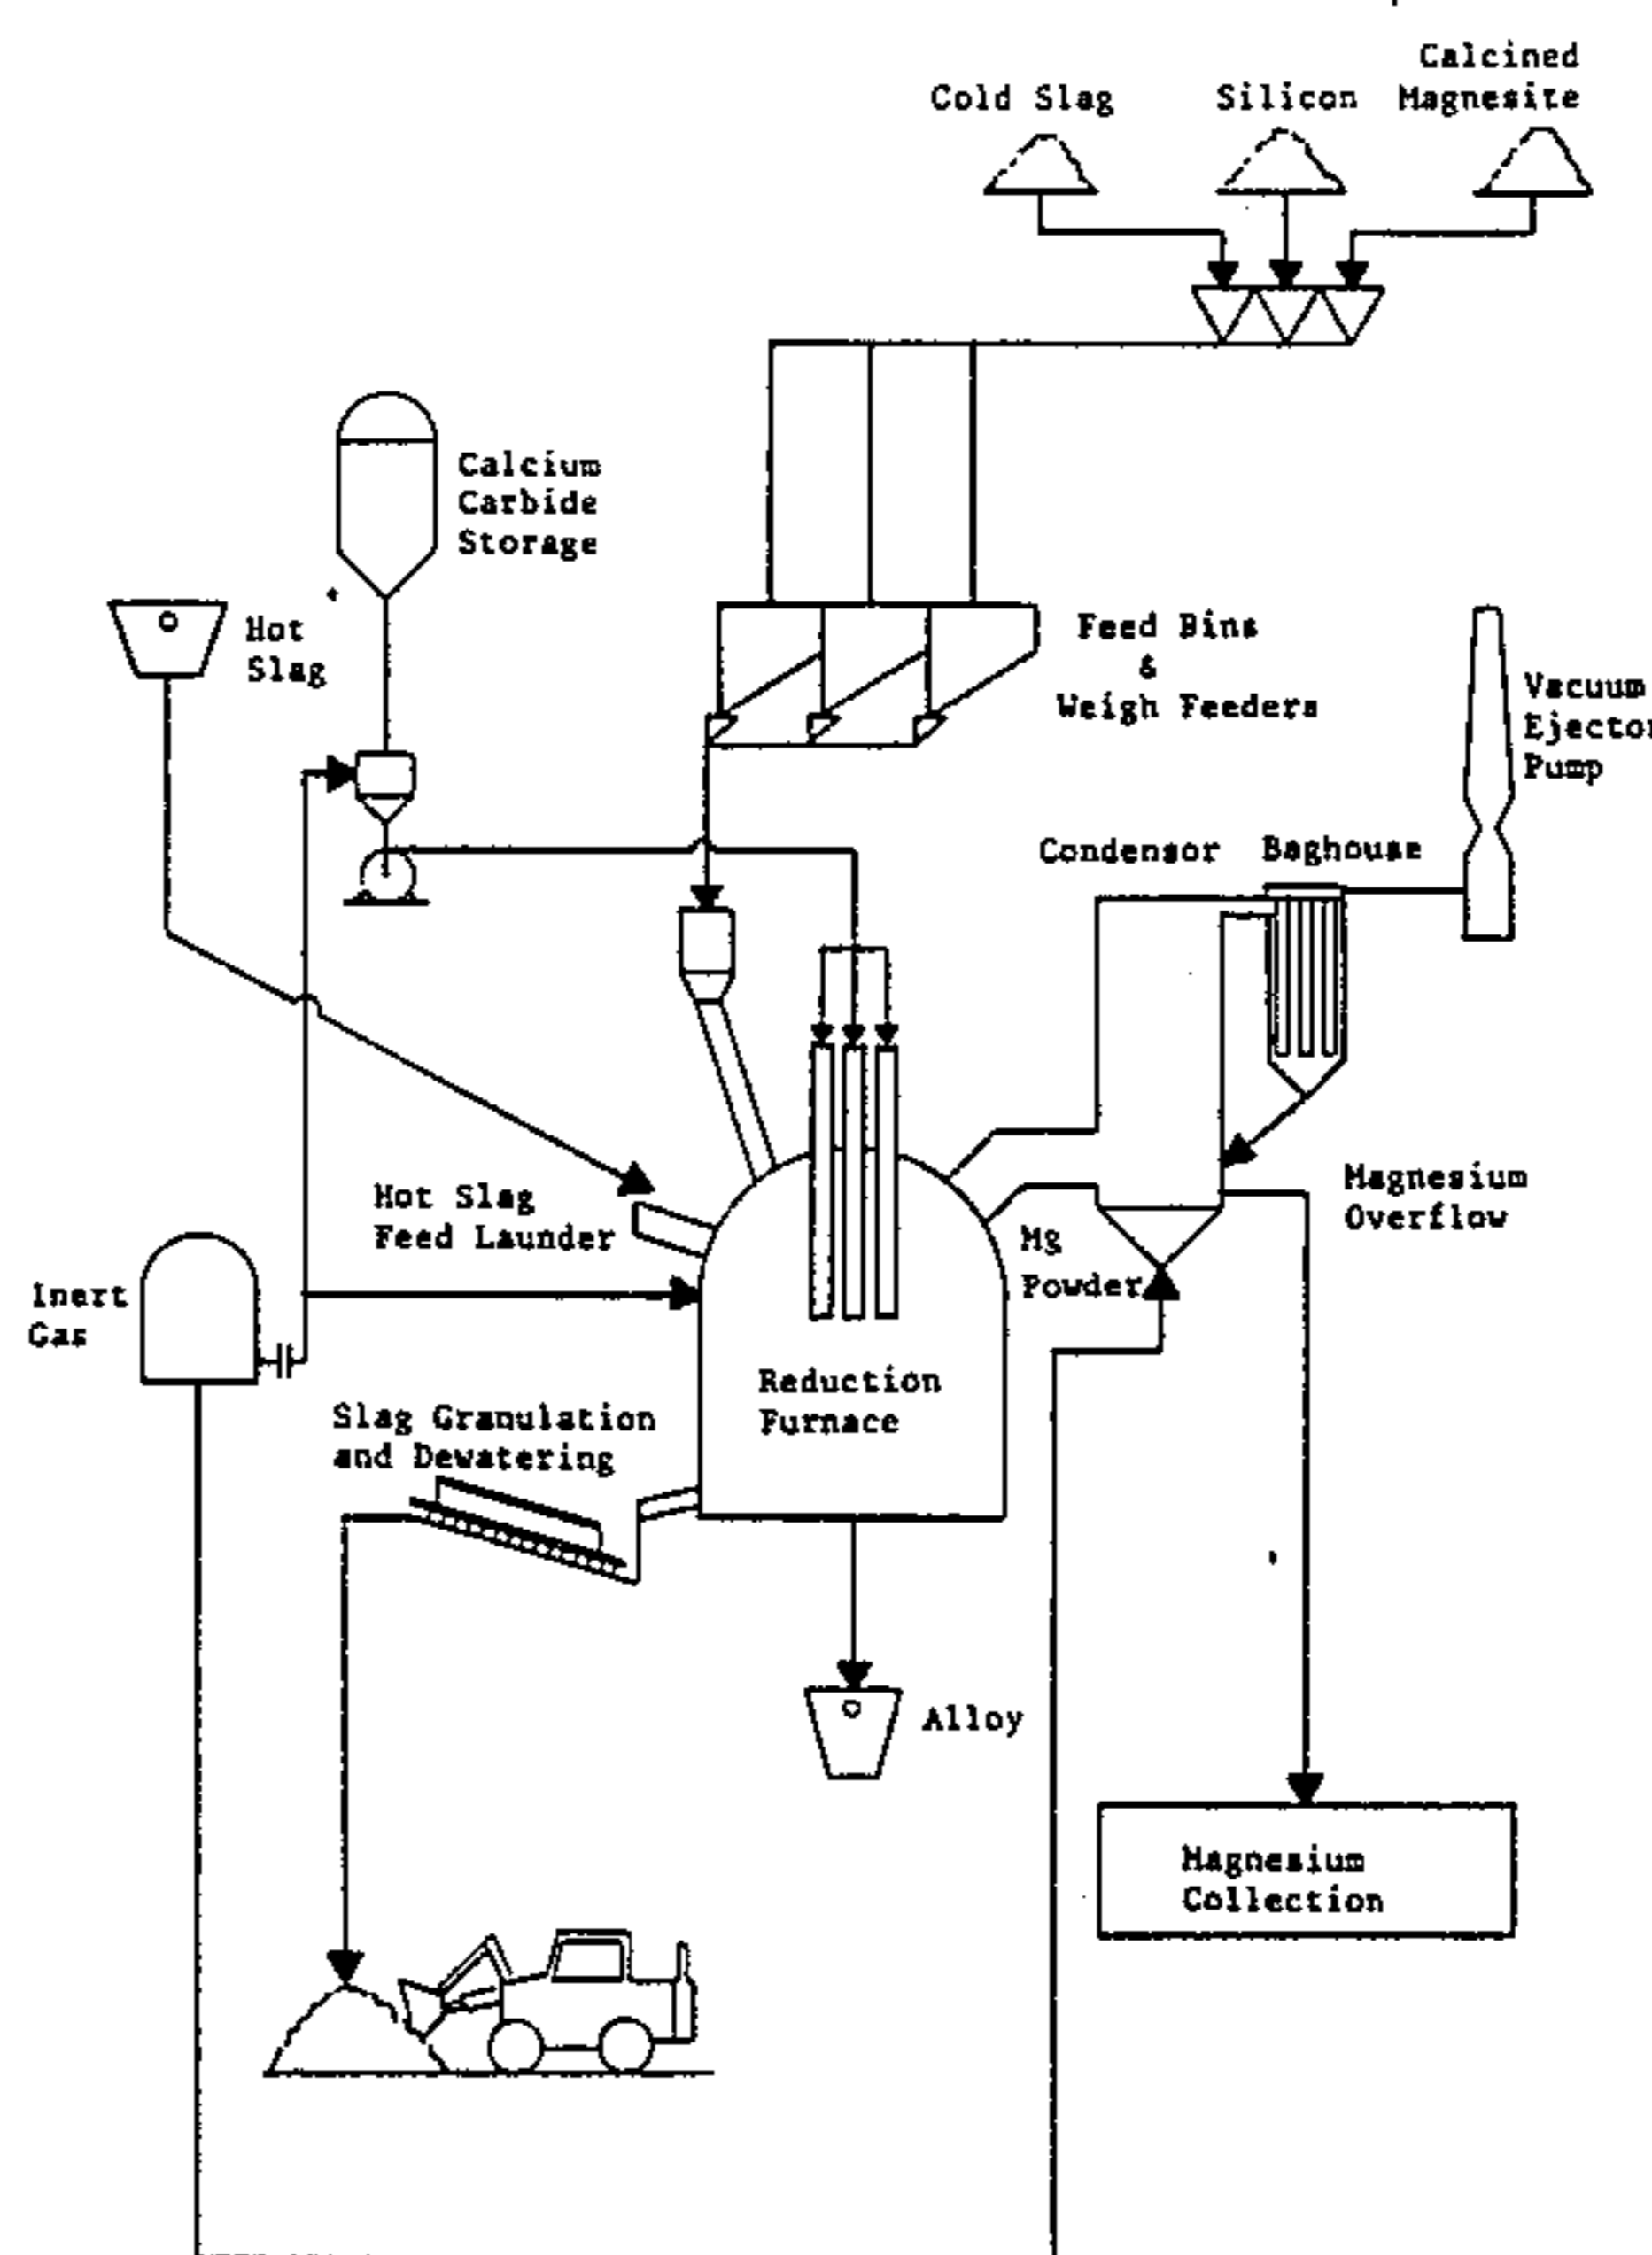 Calcined
Cold Slag Silicon Magnesite
Calcium
Carbide
Storage
Hot
Slag
Feed Bins
&
Weigh Feeders
Vacuum
Ejector
Pump
Condensor Baghouse
Hot Slag
Feed Launder
Magnesium
Overflow
Mg
Powder
Inert
Gas
Reduction
Furnace
Slag Granulation
and Dewatering
Alloy
Magnesium
Collection